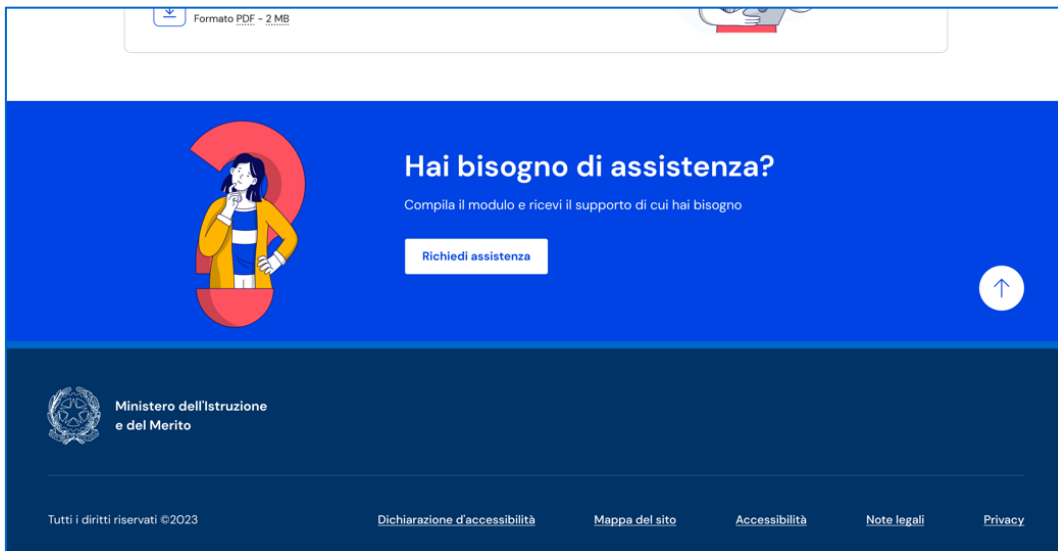 Formato PDF - 2 MB
Hai bisogno di assistenza?
Compila il modulo e ricevi il supporto di cui hai bisogno
Richiedi assistenza
Ministero dell'Istruzione
e del Merito
Tutti i diritti riservati ©2023 Dichiarazione d'accessibilità Mappa del sito Accessibilità Note legali Privacy